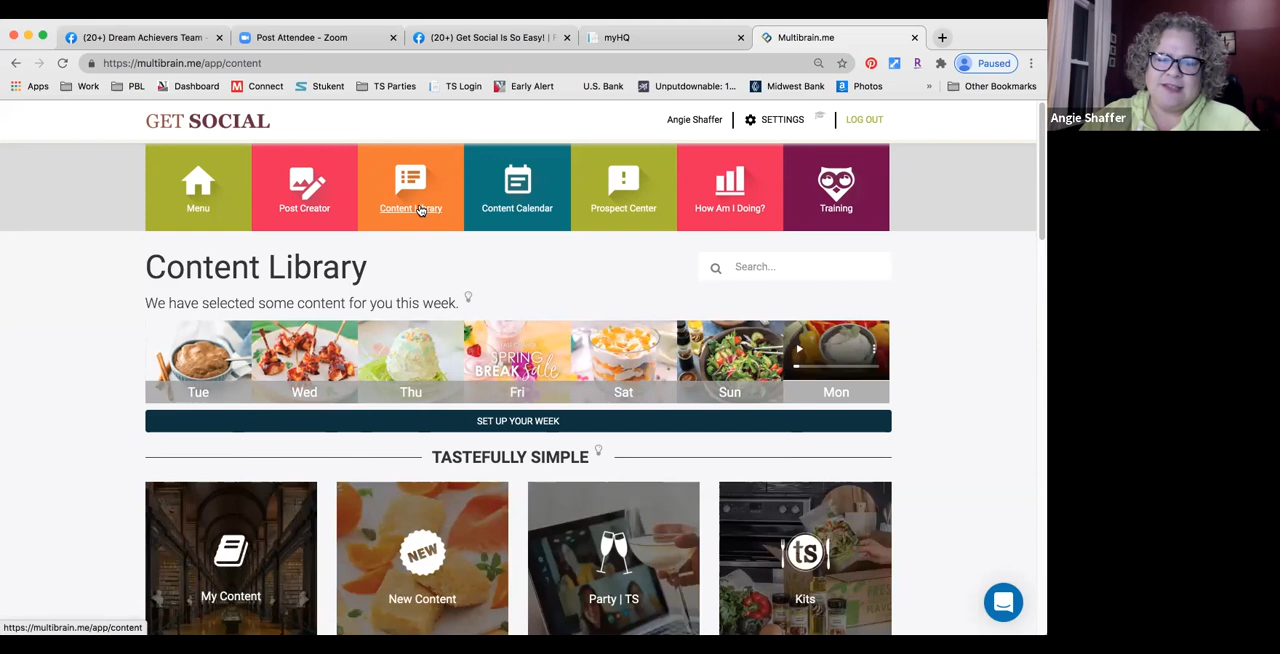 (20+) Dream Achievers Team -
Post Attendee - Zoom
(20+) Get Social Is So Easy! | F
myHQ
Multibrain.me
https://multibrain.me/app/content
Paused
Apps
Work
PBL
Dashboard
Connect
Stukent
TS Parties
TS Login
Early Alert
U.S. Bank
Unputdownable: 1...
Midwest Bank
Photos
»
Other Bookmarks
Angie Shaffer
GET SOCIAL
Angie Shaffer
SETTINGS
LOG OUT
Menu
Post Creator
Content Library
Content Calendar
Prospect Center
How Am I Doing?
Training
Content Library
Search...
We have selected some content for you this week.
SPRING
BREAK sale
Tue
Wed
Thu
Fri
Sat
Sun
Mon
SET UP YOUR WEEK
TASTEFULLY SIMPLE
NEW
ts
My Content
New Content
Party | TS
Kits
https://multibrain.me/app/content